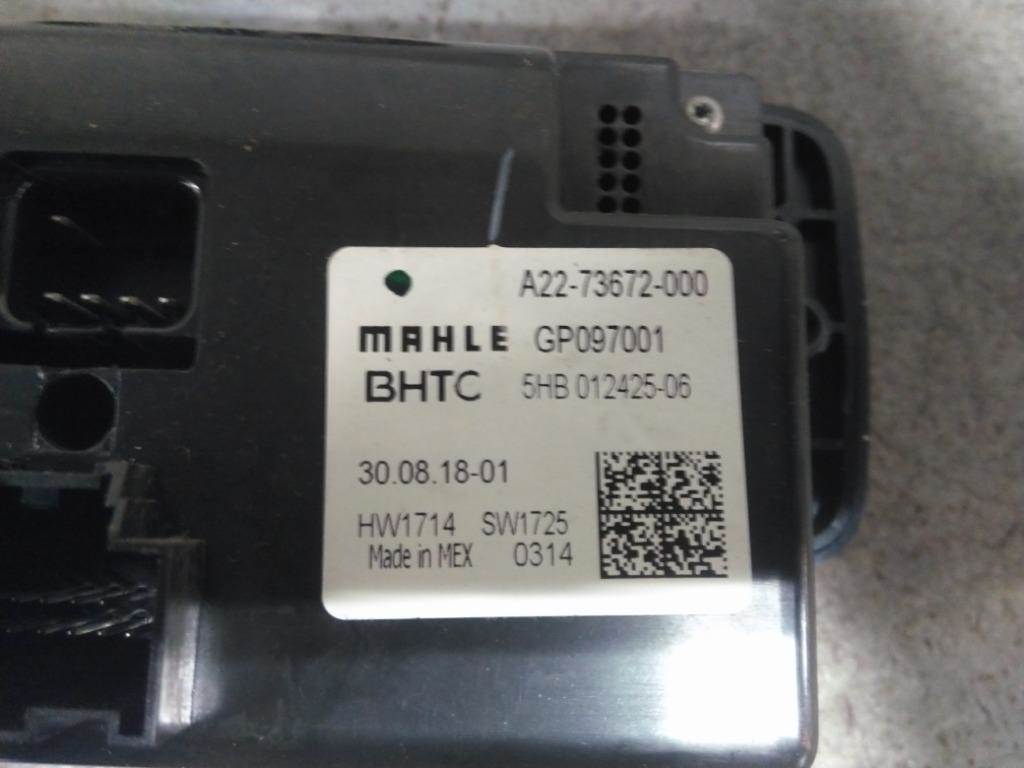 A22-73672-000
MAHLE GP097001
BHTC 5HB 012425-06
30.08.18-01
HW1714 SW1725
Made in MEX 0314